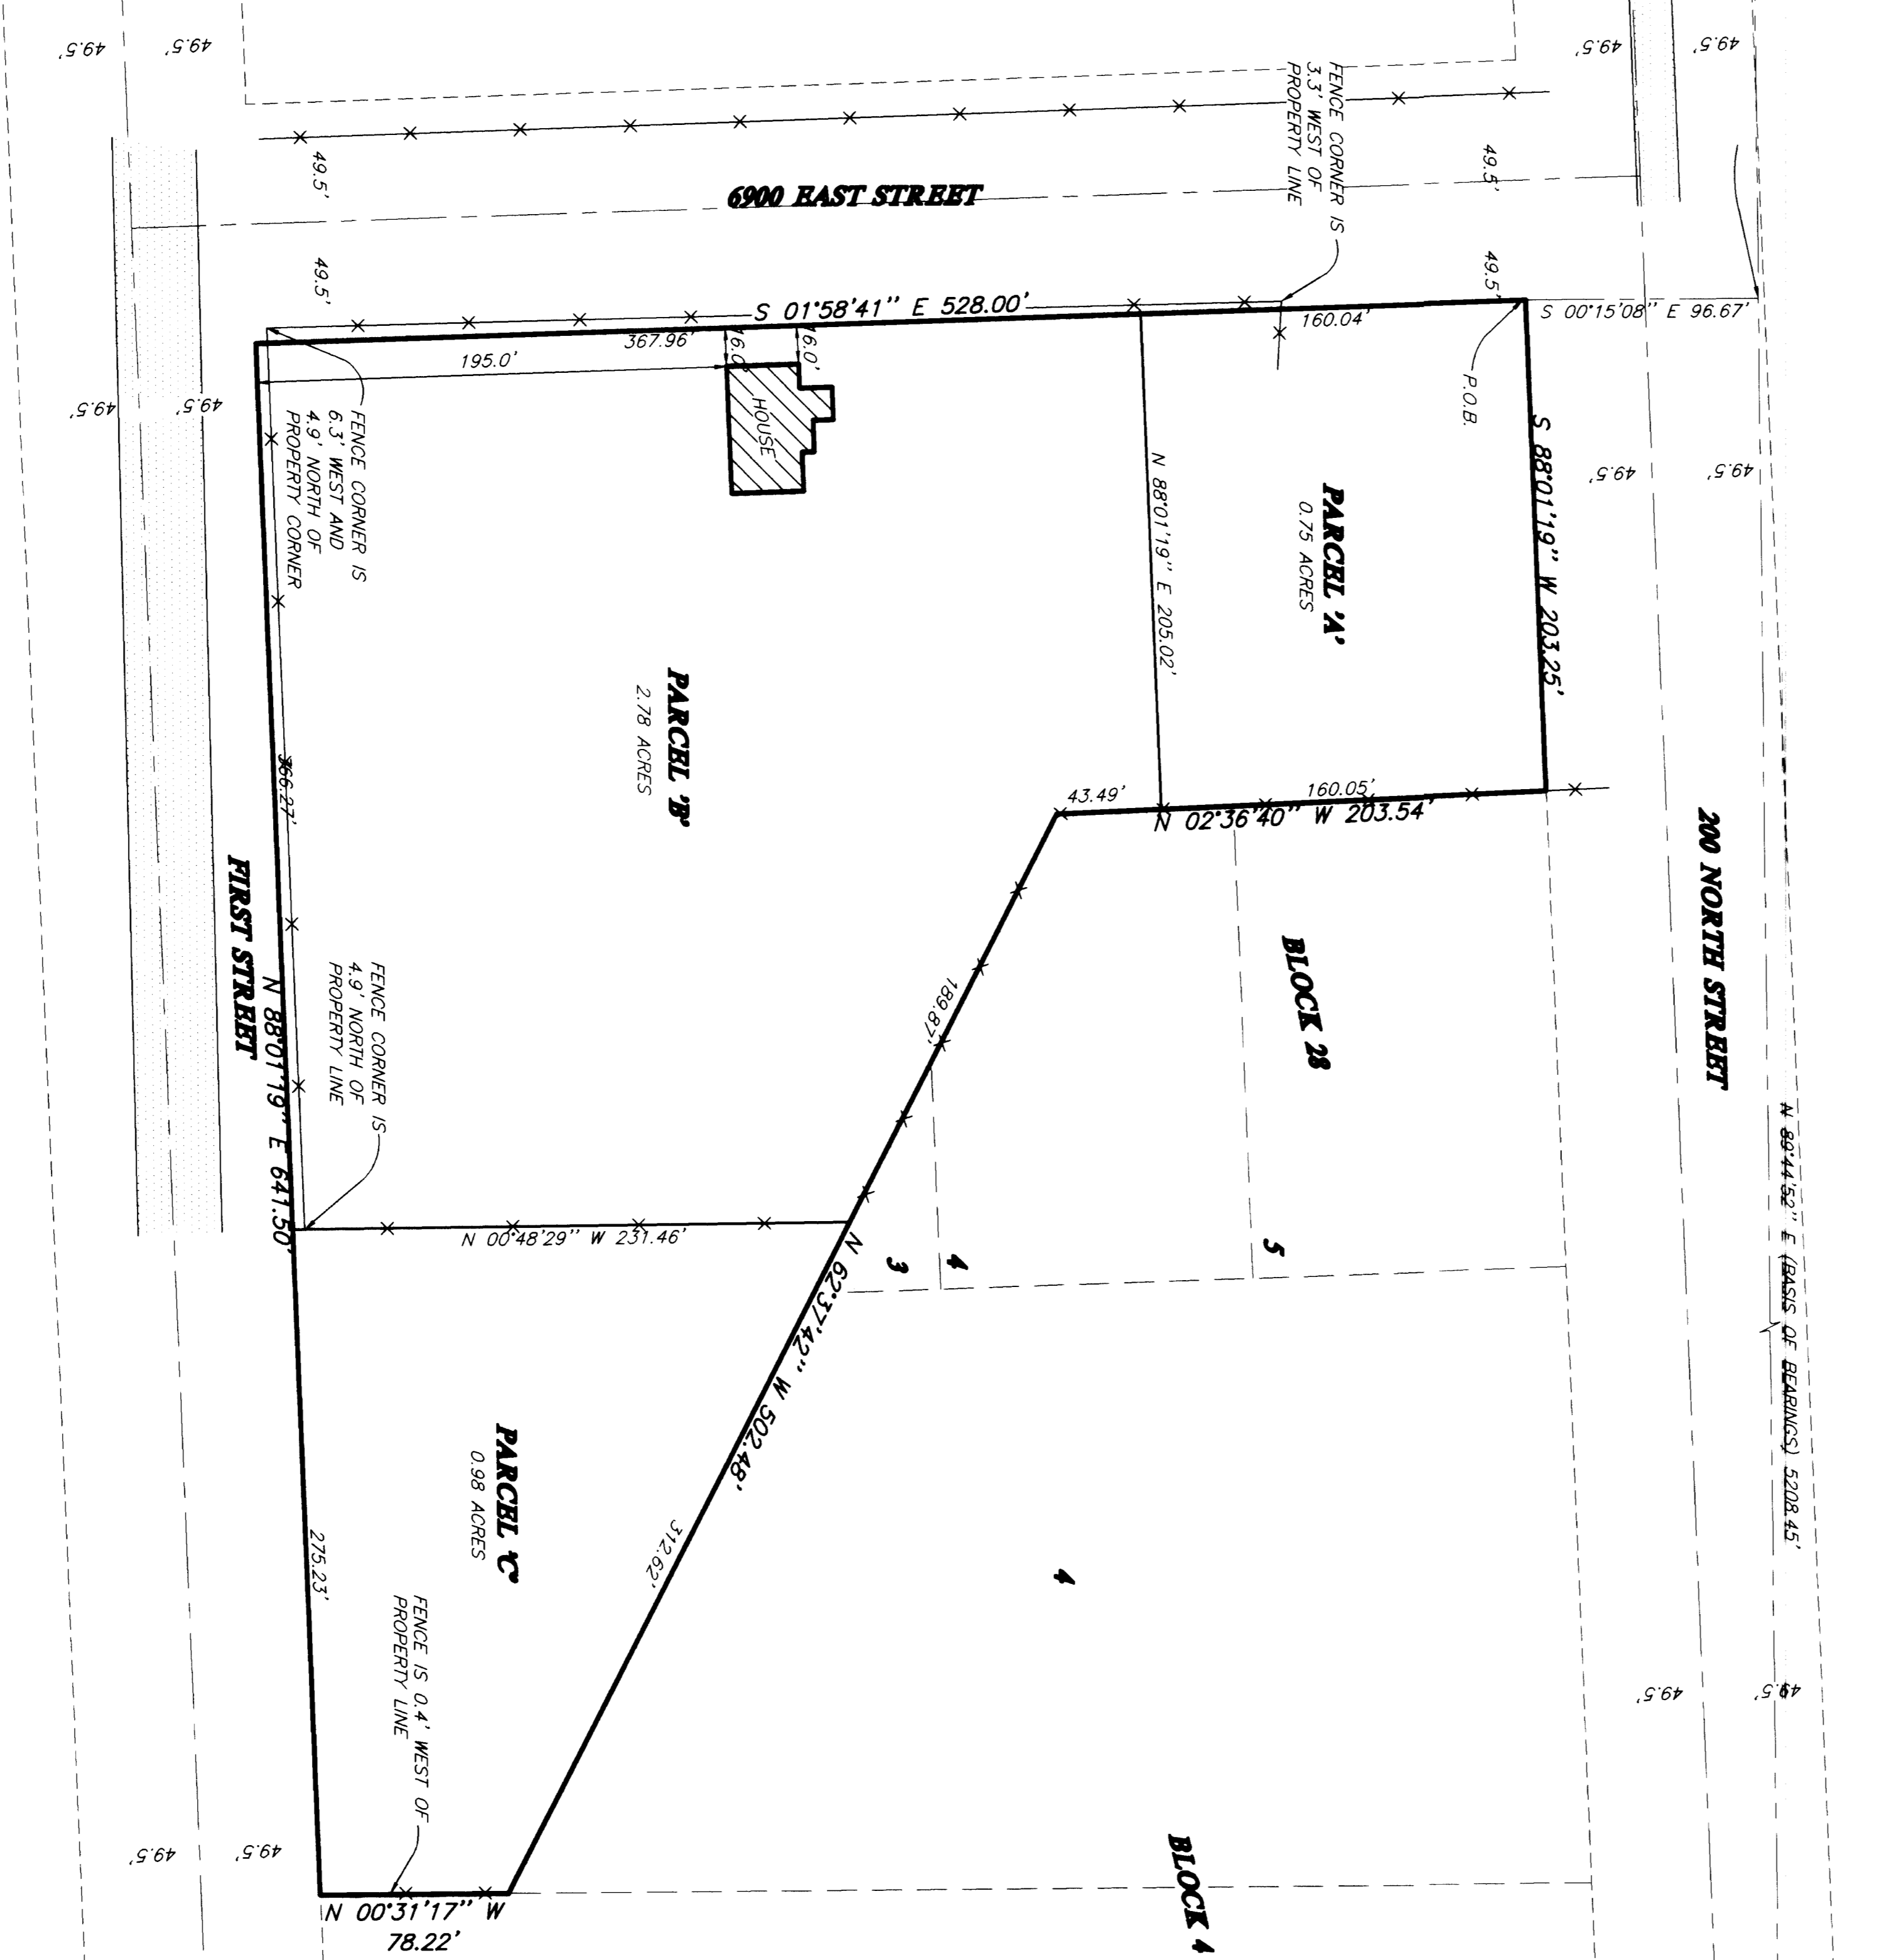 49.5'
49.5'
49.5'
49.5'
FENCE CORNER IS
3.3' WEST OF
PROPERTY LINE
49.5'
49.5'
6900 EAST STREET
49.5'
49.5'
S 01°58'41" E 528.00'
160.04'
S 00°15'08" E 96.67'
367.96'
16.0'
16.0'
195.0'
HOUSE
P.O.B.
49.5'
49.5'
49.5'
49.5'
FENCE CORNER IS
6.3' WEST AND
4.9' NORTH OF
PROPERTY CORNER
N 88°01'19" E 205.02'
PARCEL 'A'
0.75 ACRES
S 88°01'19" W 203.25'
PARCEL 'B'
2.78 ACRES
43.49'
160.05'
N 02°36'40" W 203.54'
366.27'
200 NORTH STREET
FIRST STREET
N 88°01'19" E 641.50'
FENCE CORNER IS
4.9' NORTH OF
PROPERTY LINE
189.87'
BLOCK 28
N 89°44'52" E (BASIS OF BEARINGS) 5208.45'
N 00°48'29" W 231.46'
3
4
5
N 62°37'42" W 502.48'
PARCEL 'C'
0.98 ACRES
312.62'
275.23'
4
FENCE IS 0.4' WEST OF
PROPERTY LINE
49.5'
49.5'
49.5'
49.5'
BLOCK 4
N 00°31'17" W
78.22'